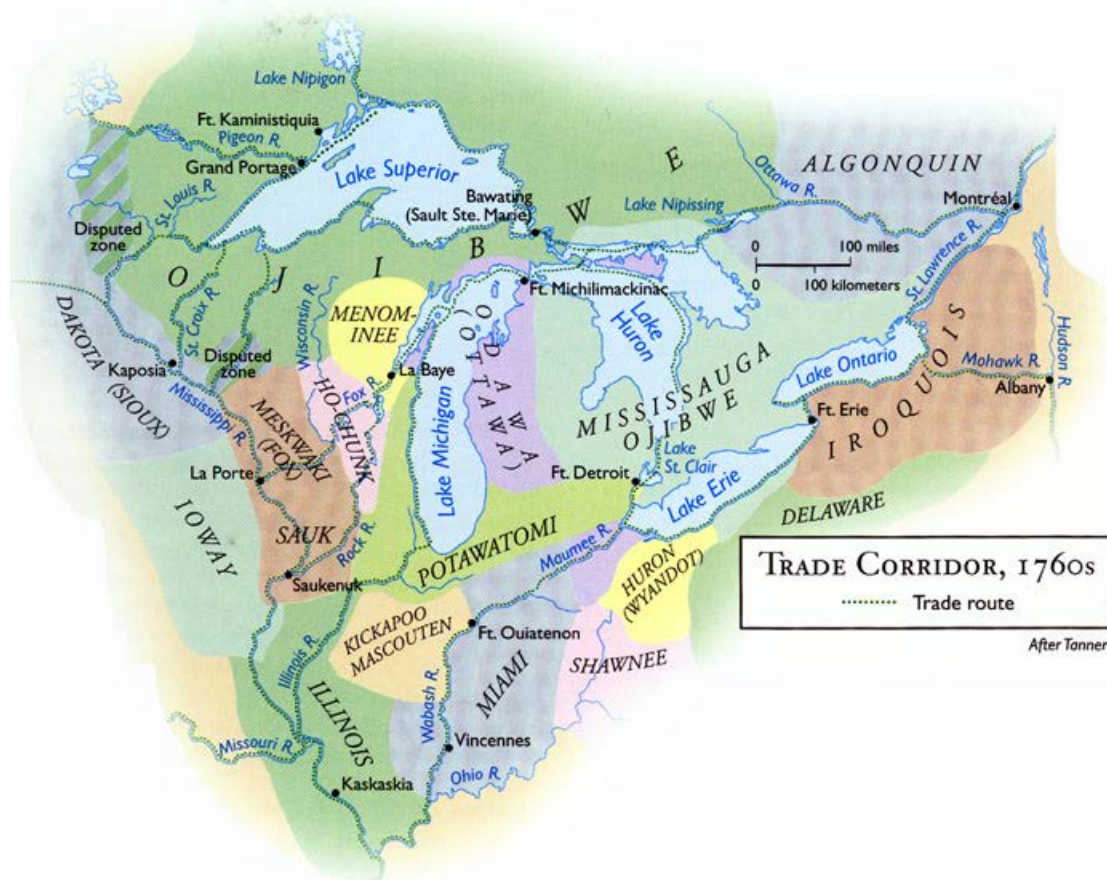 Lake Nipigon
Ft. Kaministiquia
Pigeon R.
Grand Portage
Lake Superior
St. Louis R.
Disputed
zone
Bawating
(Sault Ste. Marie)
Lake Nipissing
Ottawa R.
ALGONQUIN
Montréal
St. Lawrence R.
O J I B W E
0 100 miles
0 100 kilometers
Ft. Michilimackinac
DAKOTA
(SIOUX)
St. Croix R.
Kaposia
Disputed
zone
Wisconsin R.
MENOM-
INEE
La Baye
Fox R.
HO-CHUNK
Mississippi R.
MESKWAKI
(FOX)
La Porte
SAUK
Rock R.
Saukenuk
IOWAY
Lake Michigan
ODAWA
(OTTAWA)
Lake
Huron
MISSISSAUGA
OJIBWE
Lake Ontario
IROQUOIS
Mohawk R.
Hudson R.
Albany
Ft. Erie
Lake
St. Clair
Ft. Detroit
Lake Erie
DELAWARE
POTAWATOMI
Maumee R.
HURON
(WYANDOT)
KICKAPOO
MASCOUTEN
Ft. Ouiatenon
SHAWNEE
MIAMI
Wabash R.
Illinois R.
ILLINOIS
Missouri R.
Vincennes
Kaskaskia
Ohio R.
TRADE CORRIDOR, 1760s
Trade route
After Tanner